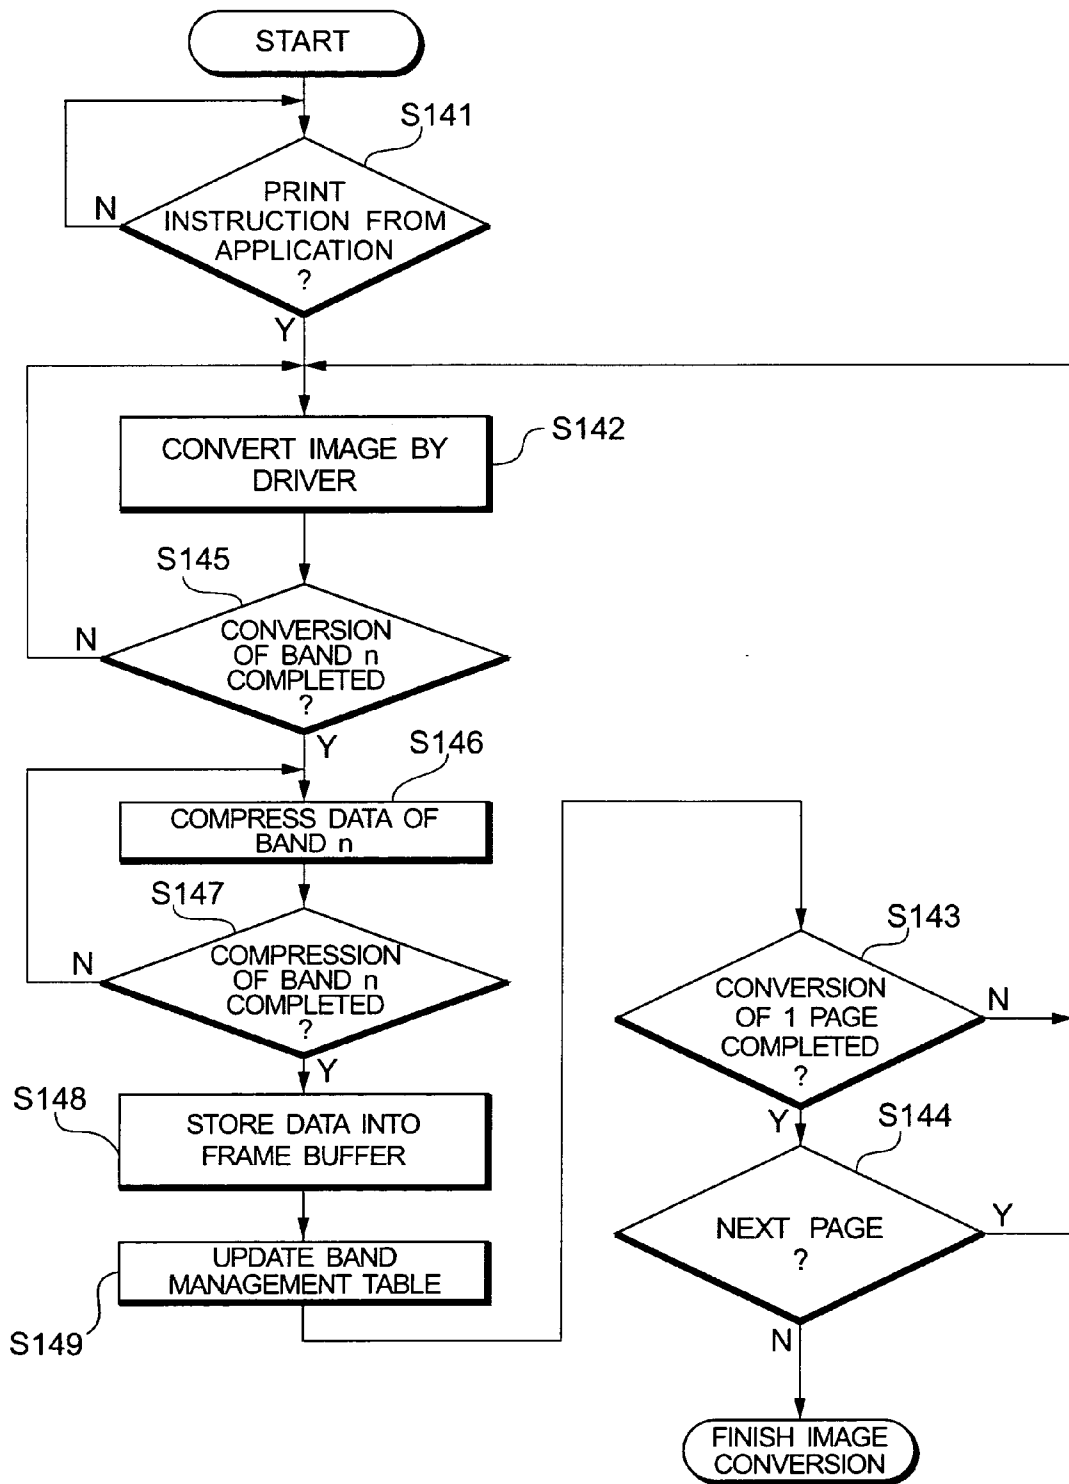 START
S141
PRINT
INSTRUCTION FROM
APPLICATION
?
N
Y
CONVERT IMAGE BY
DRIVER
S142
S145
CONVERSION
OF BAND n
COMPLETED
?
N
Y
S146
COMPRESS DATA OF
BAND n
S147
COMPRESSION
OF BAND n
COMPLETED
?
N
Y
S148
STORE DATA INTO
FRAME BUFFER
UPDATE BAND
MANAGEMENT TABLE
S149
S143
CONVERSION
OF 1 PAGE
COMPLETED
?
N
Y
S144
NEXT PAGE
?
Y
N
FINISH IMAGE
CONVERSION